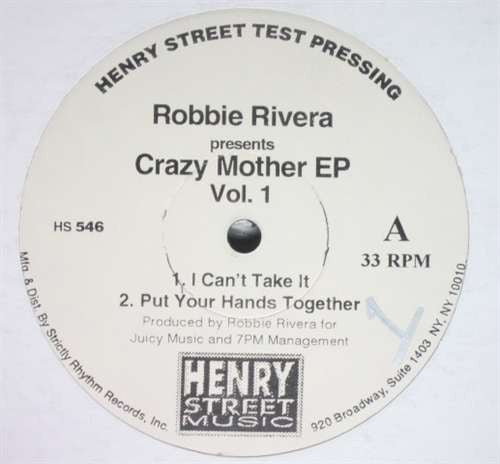 HENRY STREET TEST PRESSING
Robbie Rivera
presents
Crazy Mother EP
Vol. 1
HS 546
A
33 RPM
1. I Can't Take It
2. Put Your Hands Together
Produced by Robbie Rivera for
Juicy Music and 7PM Management
HENRY
STREET
MUSIC
Mfg. & Dist. By Strictly Rhythm Records, Inc.
920 Broadway, Suite 1403 NY, NY 10010.
1